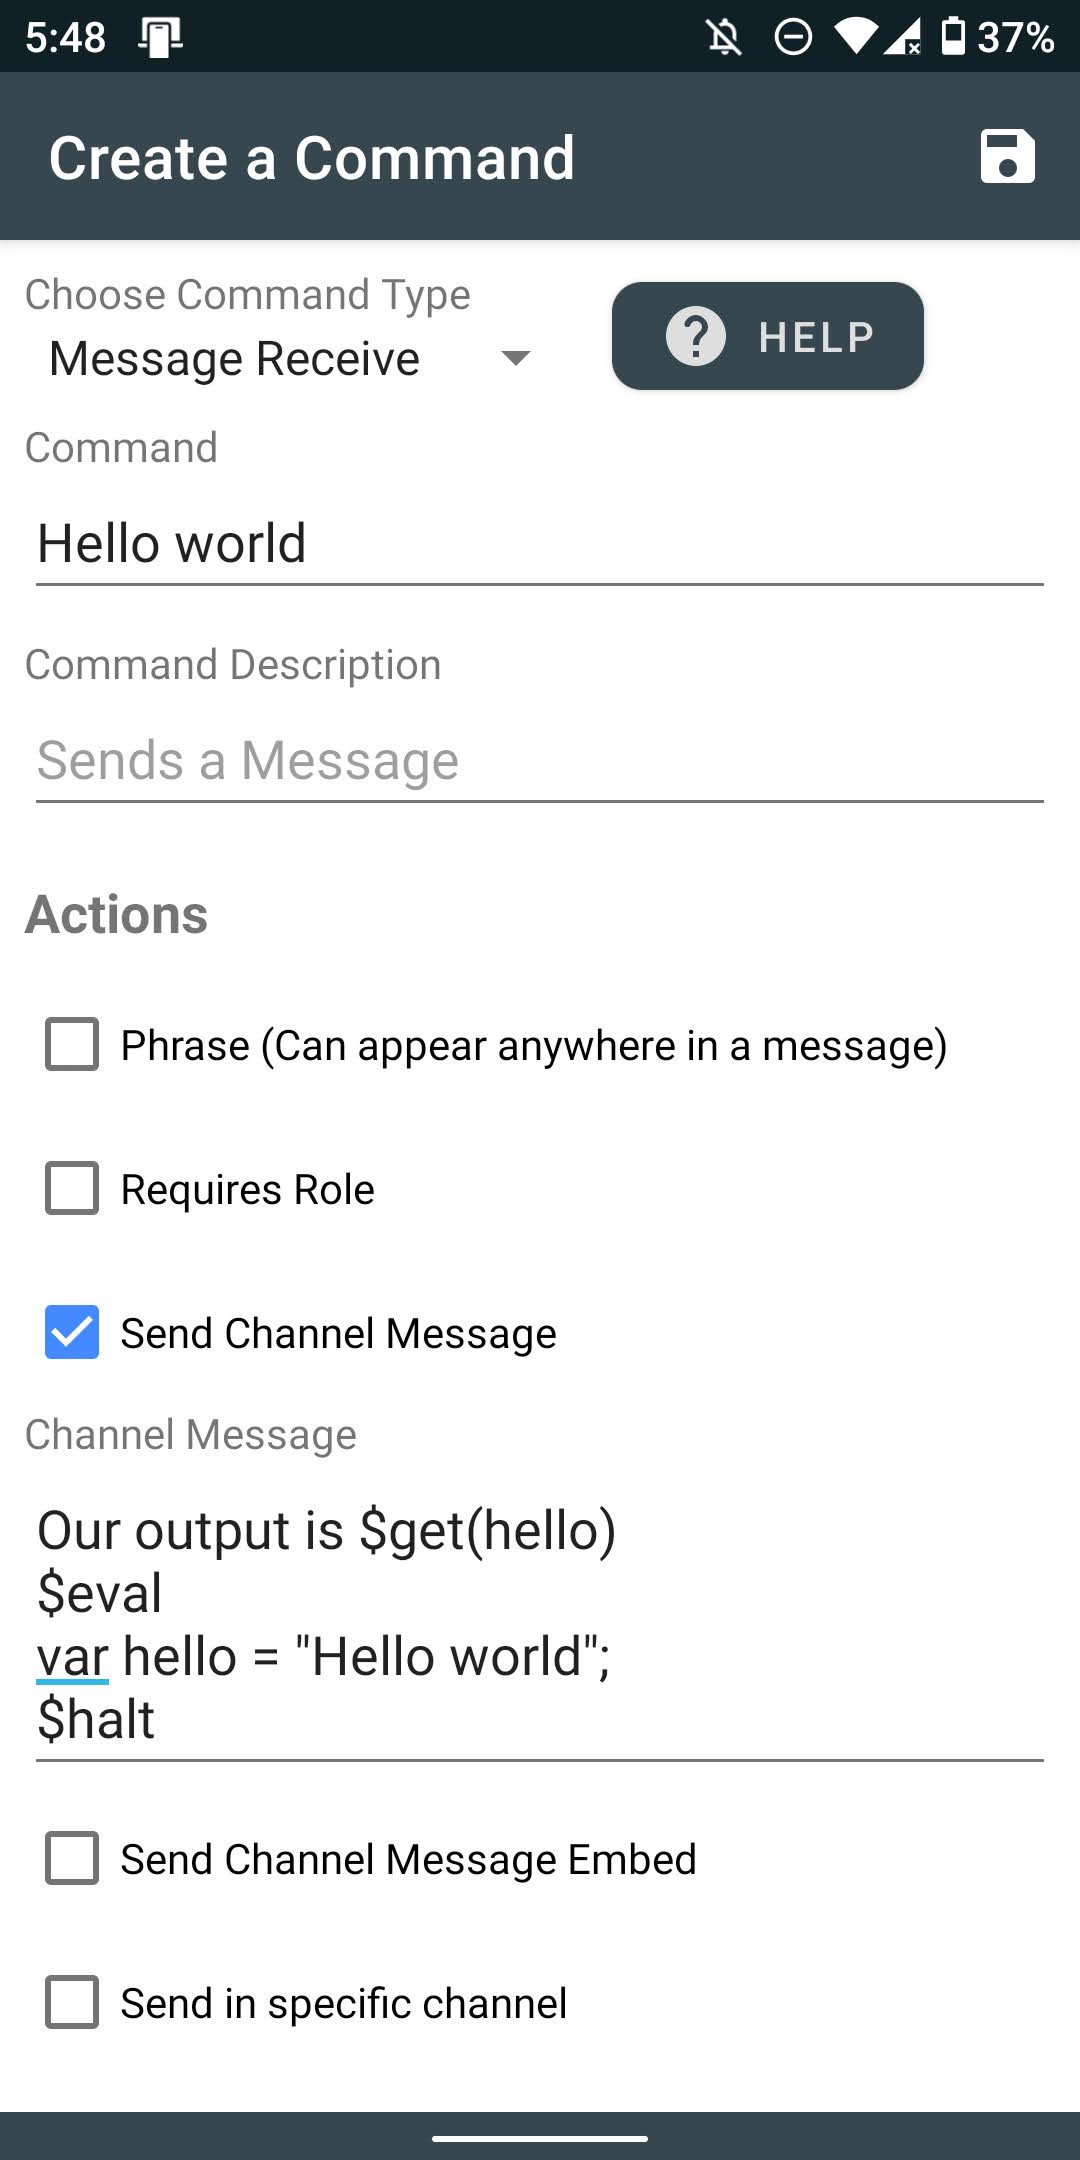 5:48
37%
Create a Command
Choose Command Type
Message Receive
HELP
Command
Hello world
Command Description
Sends a Message
Actions
Phrase (Can appear anywhere in a message)
Requires Role
Send Channel Message
Channel Message
Our output is $get(hello)
$eval
var hello = "Hello world";
$halt
Send Channel Message Embed
Send in specific channel